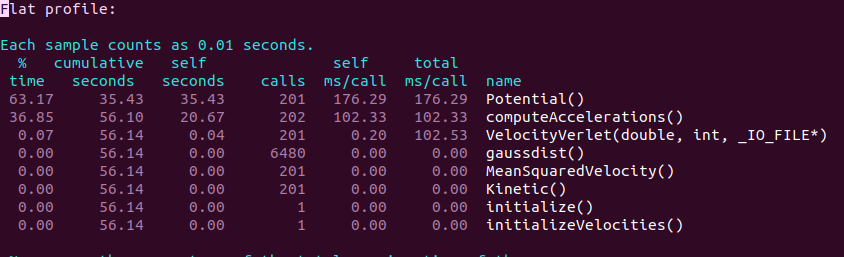 Flat profile:
Each sample counts as 0.01 seconds.
% cumulative self self total
time seconds seconds calls ms/call ms/call name
63.17 35.43 35.43 201 176.29 176.29 Potential()
36.85 56.10 20.67 202 102.33 102.33 computeAccelerations()
0.07 56.14 0.04 201 0.20 102.53 VelocityVerlet(double, int, _IO_FILE*)
0.00 56.14 0.00 6480 0.00 0.00 gaussdist()
0.00 56.14 0.00 201 0.00 0.00 MeanSquaredVelocity()
0.00 56.14 0.00 201 0.00 0.00 Kinetic()
0.00 56.14 0.00 1 0.00 0.00 initialize()
0.00 56.14 0.00 1 0.00 0.00 initializeVelocities()